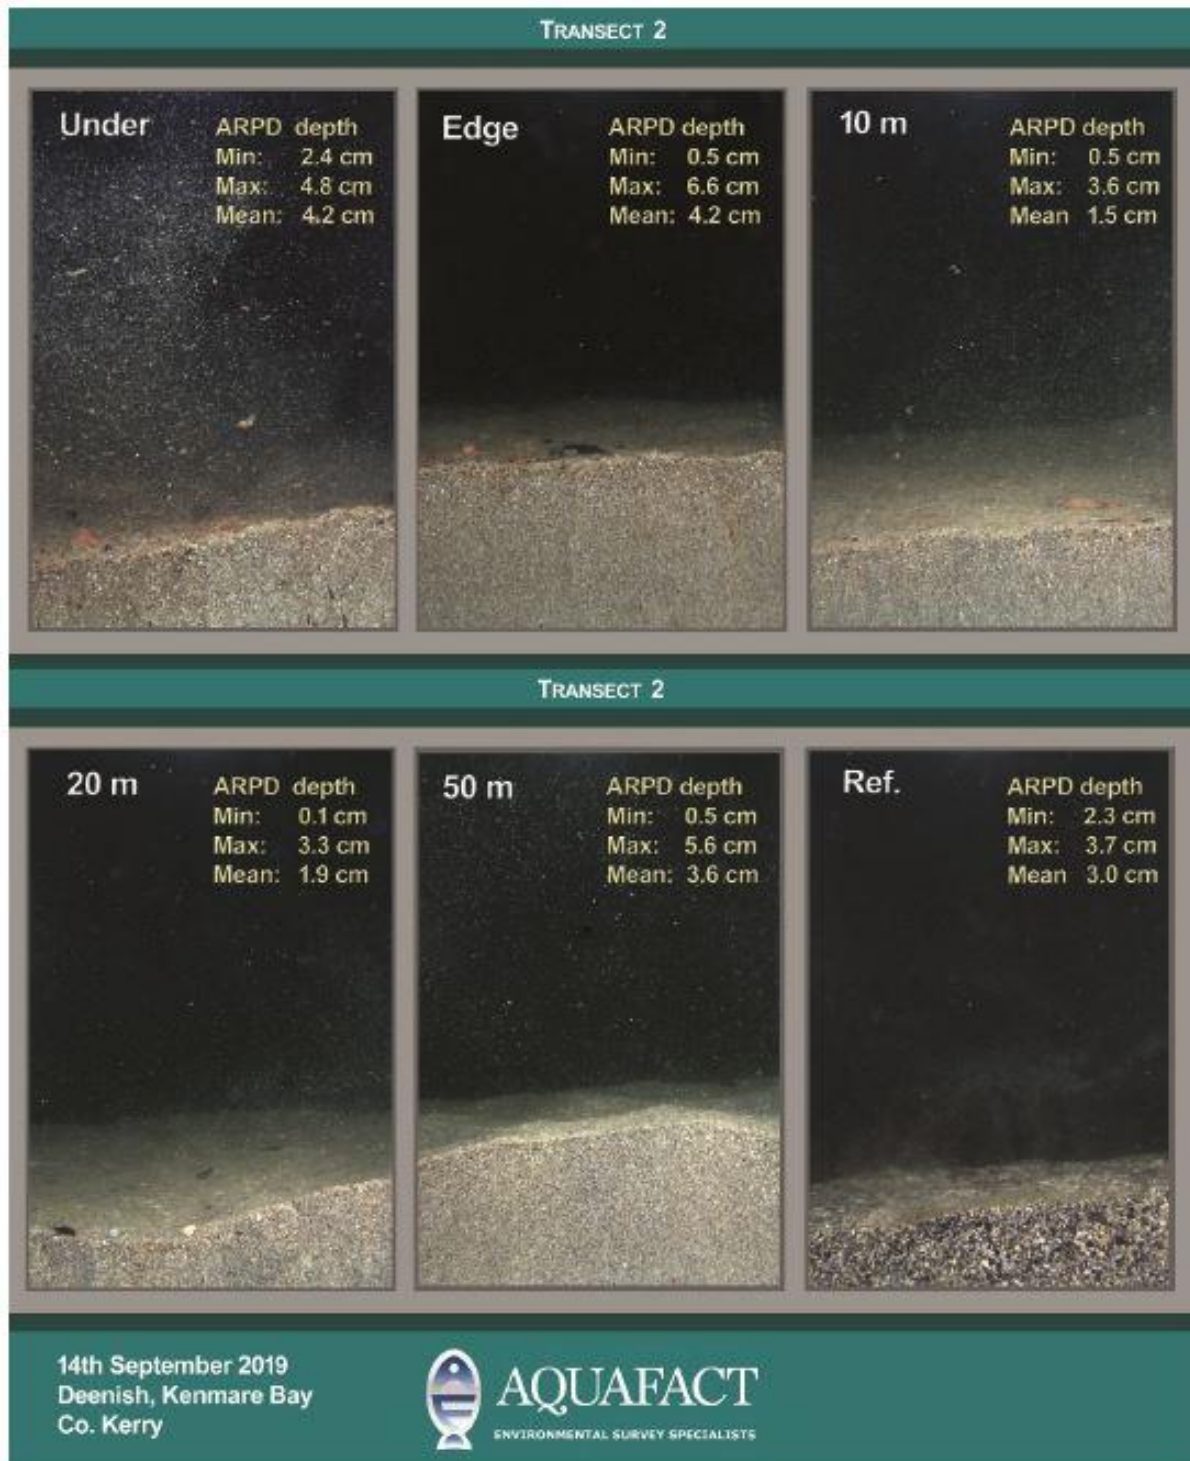 TRANSECT 2
Under
ARPD depth
Min: 2.4 cm
Max: 4.8 cm
Mean: 4.2 cm
Edge
ARPD depth
Min: 0.5 cm
Max: 6.6 cm
Mean: 4.2 cm
10 m
ARPD depth
Min: 0.5 cm
Max: 3.6 cm
Mean 1.5 cm
TRANSECT 2
20 m
ARPD depth
Min: 0.1 cm
Max: 3.3 cm
Mean: 1.9 cm
50 m
ARPD depth
Min: 0.5 cm
Max: 5.6 cm
Mean: 3.6 cm
Ref.
ARPD depth
Min: 2.3 cm
Max: 3.7 cm
Mean 3.0 cm
14th September 2019
Deenish, Kenmare Bay
Co. Kerry
AQUAFACT
ENVIRONMENTAL SURVEY SPECIALISTS